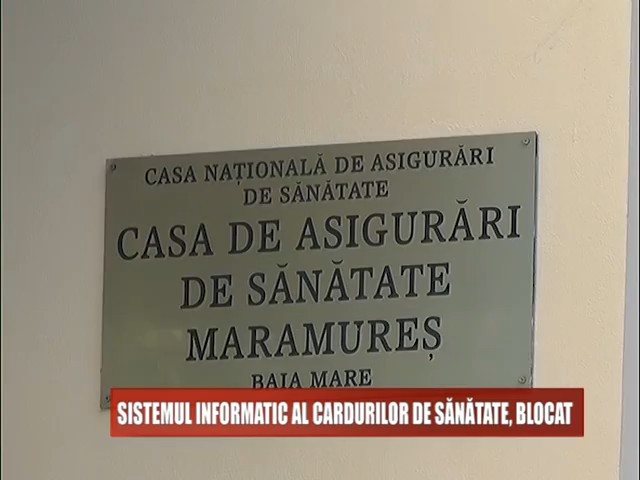 CASA NAȚIONALĂ DE ASIGURĂRI
DE SĂNĂTATE
CASA DE ASIGURĂRI
DE SĂNĂTATE
MARAMUREȘ
BAIA MARE
SISTEMUL INFORMATIC AL CARDURILOR DE SĂNĂTATE, BLOCAT